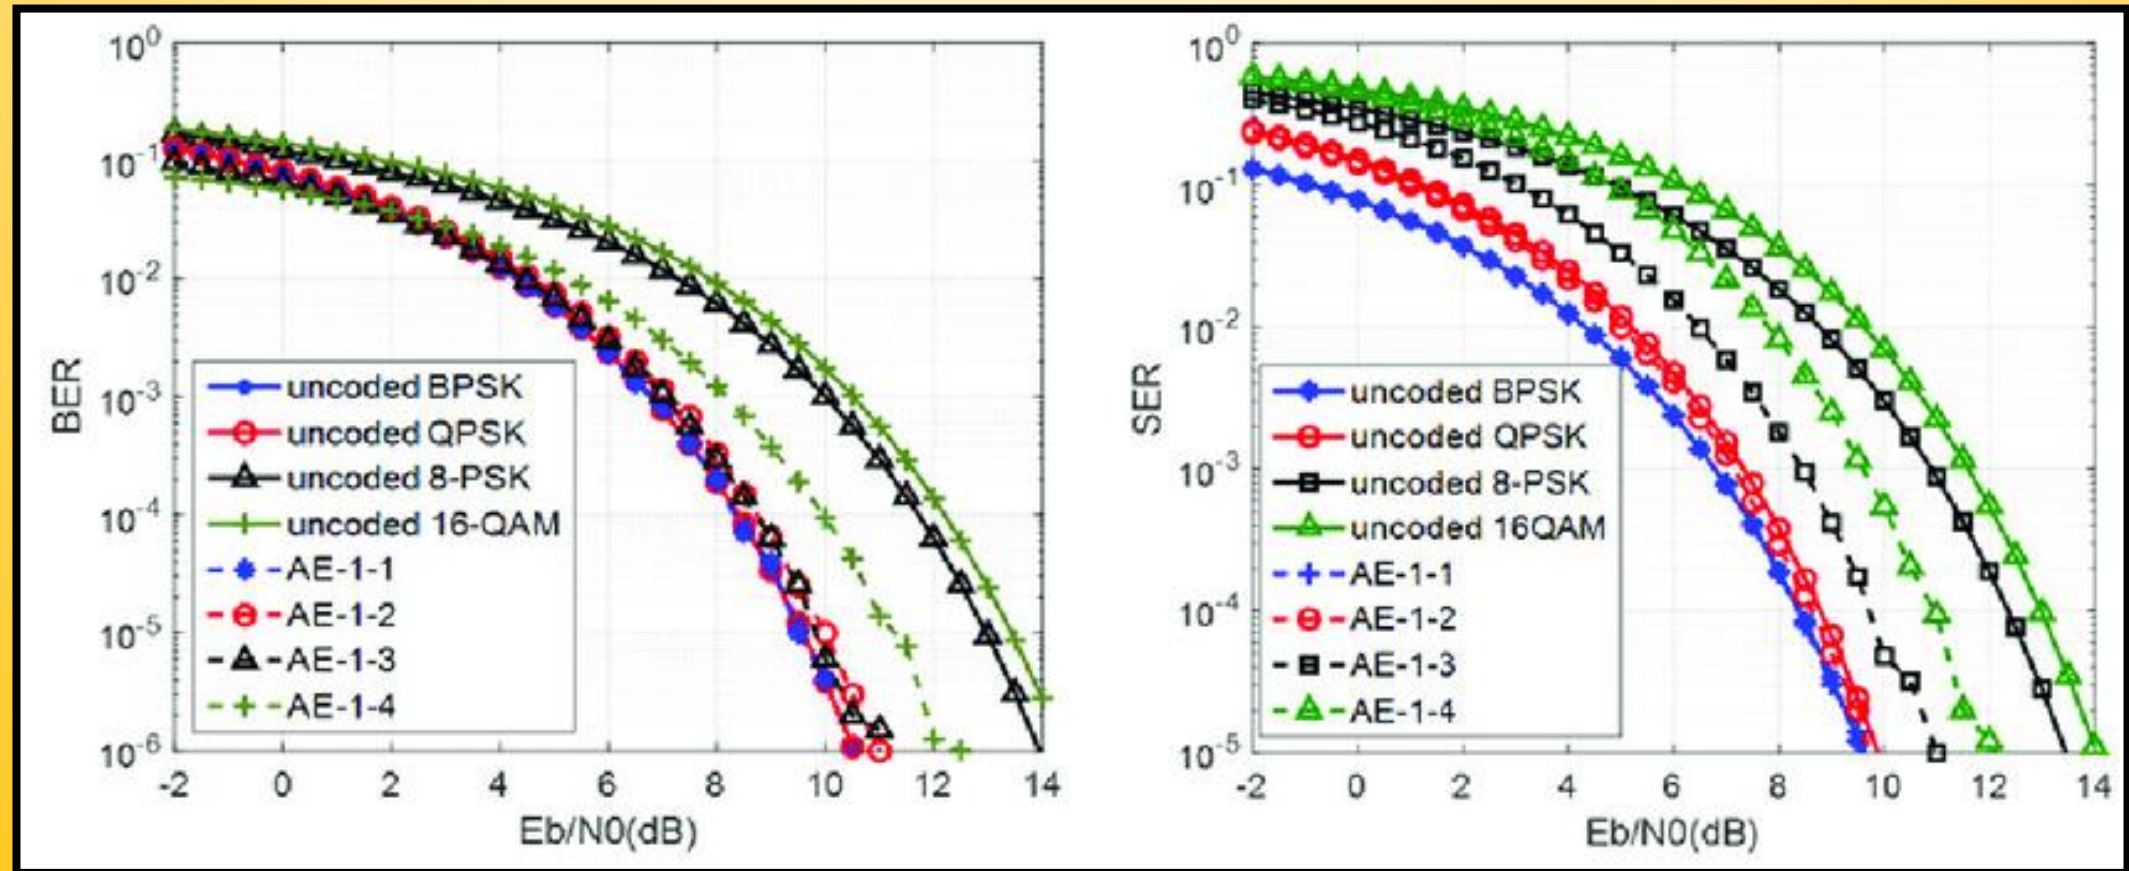 10^0
10^-1
10^-2
10^-3
10^-4
10^-5
10^-6
BER
uncoded BPSK
uncoded QPSK
uncoded 8-PSK
uncoded 16-QAM
AE-1-1
AE-1-2
AE-1-3
AE-1-4
-2 0 2 4 6 8 10 12 14
Eb/N0(dB)
10^0
10^-1
10^-2
10^-3
10^-4
10^-5
SER
uncoded BPSK
uncoded QPSK
uncoded 8-PSK
uncoded 16QAM
AE-1-1
AE-1-2
AE-1-3
AE-1-4
-2 0 2 4 6 8 10 12 14
Eb/N0(dB)